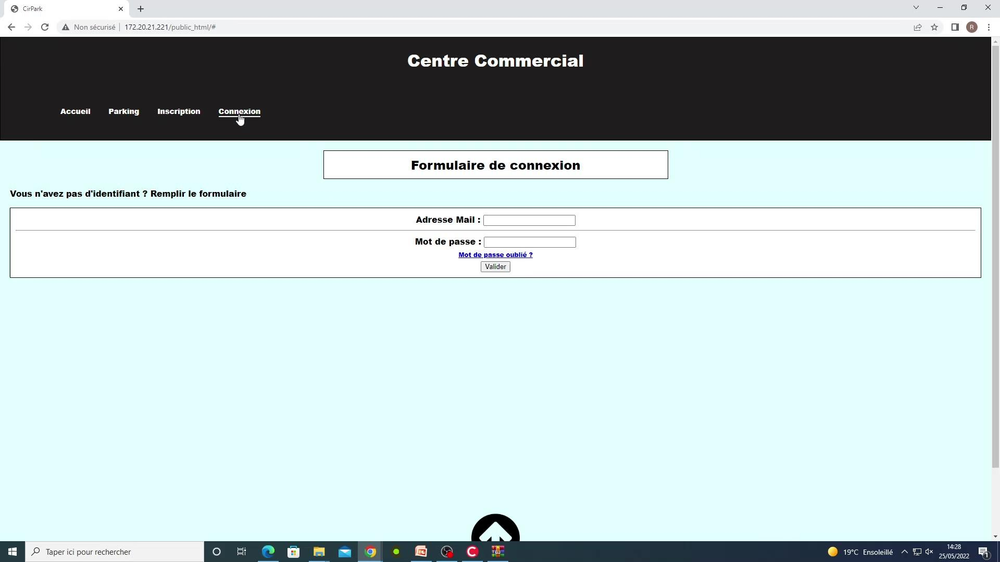 CirPark
Non sécurisé 172.20.21.221/public_html/#
R
Centre Commercial
Accueil Parking Inscription Connexion
Formulaire de connexion
Vous n'avez pas d'identifiant ? Remplir le formulaire
Adresse Mail :
Mot de passe :
Mot de passe oublié ?
Valider
Taper ici pour rechercher
19°C Ensoleillé
14:28
25/05/2022
1